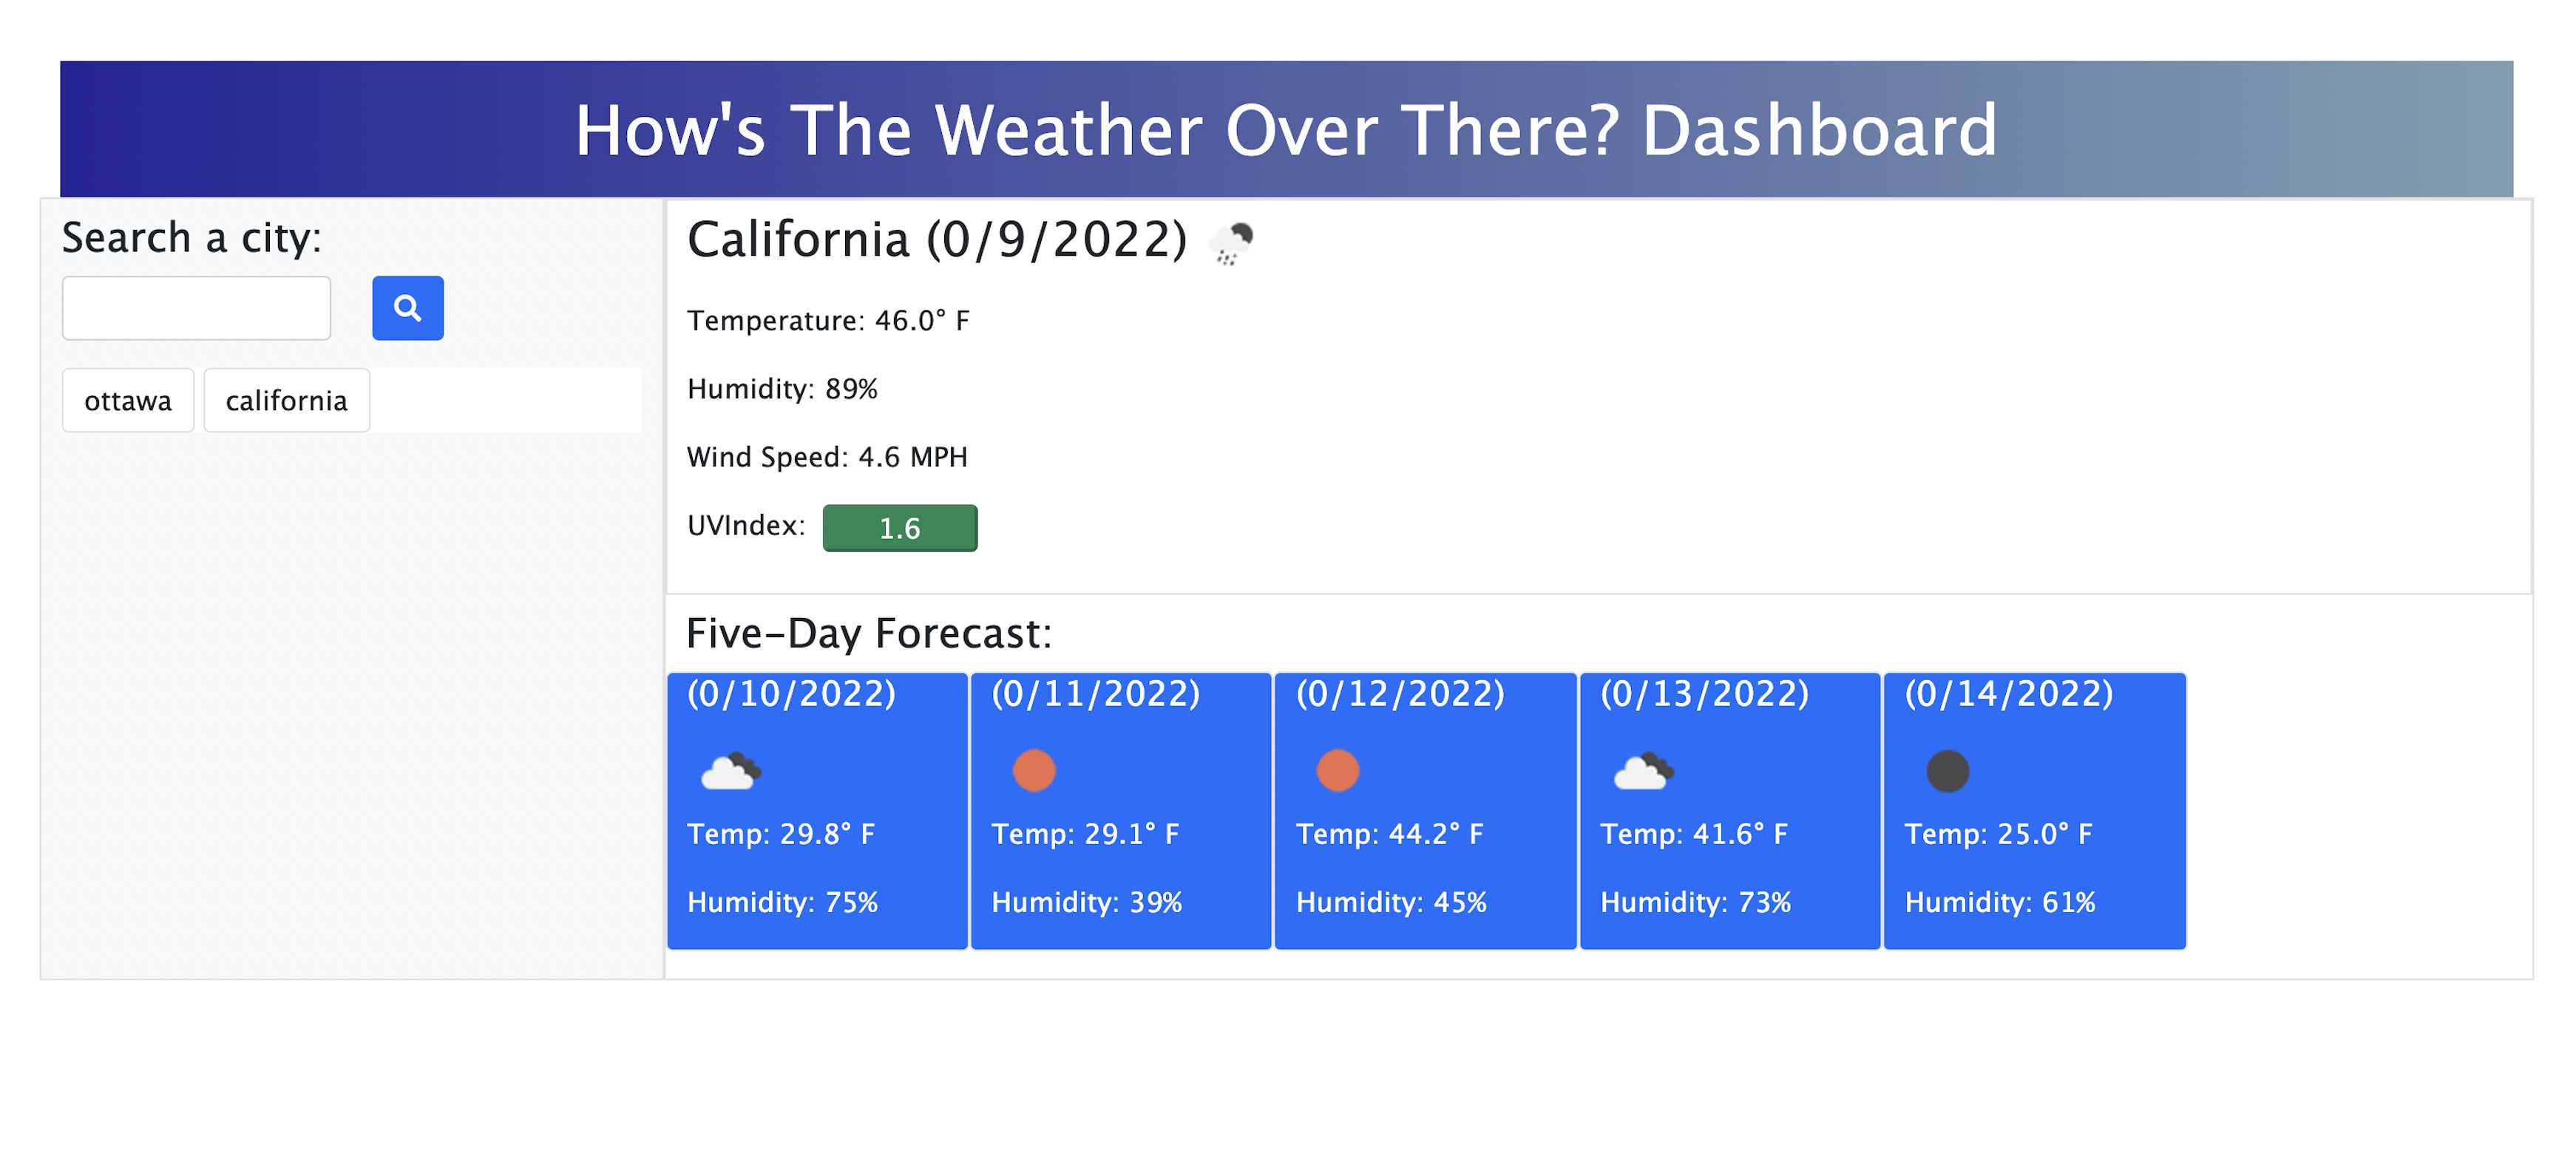 How's The Weather Over There? Dashboard
Search a city:
ottawa california
California (0/9/2022)
Temperature: 46.0° F
Humidity: 89%
Wind Speed: 4.6 MPH
UVIndex: 1.6
Five-Day Forecast:
(0/10/2022)
Temp: 29.8° F
Humidity: 75%
(0/11/2022)
Temp: 29.1° F
Humidity: 39%
(0/12/2022)
Temp: 44.2° F
Humidity: 45%
(0/13/2022)
Temp: 41.6° F
Humidity: 73%
(0/14/2022)
Temp: 25.0° F
Humidity: 61%